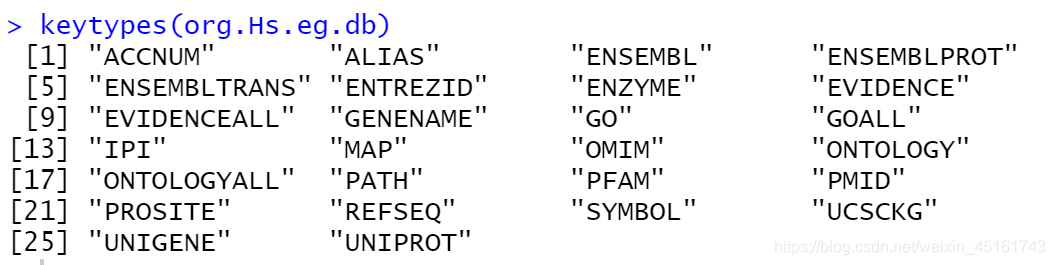 > keytypes(org.Hs.eg.db)
[1] "ACCNUM" "ALIAS" "ENSEMBL" "ENSEMBLPROT"
[5] "ENSEMBLTRANS" "ENTREZID" "ENZYME" "EVIDENCE"
[9] "EVIDENCEALL" "GENENAME" "GO" "GOALL"
[13] "IPI" "MAP" "OMIM" "ONTOLOGY"
[17] "ONTOLOGYALL" "PATH" "PFAM" "PMID"
[21] "PROSITE" "REFSEQ" "SYMBOL" "UCSCKG"
[25] "UNIGENE" "UNIPROT"
https://blog.csdn.net/weixin_45161743